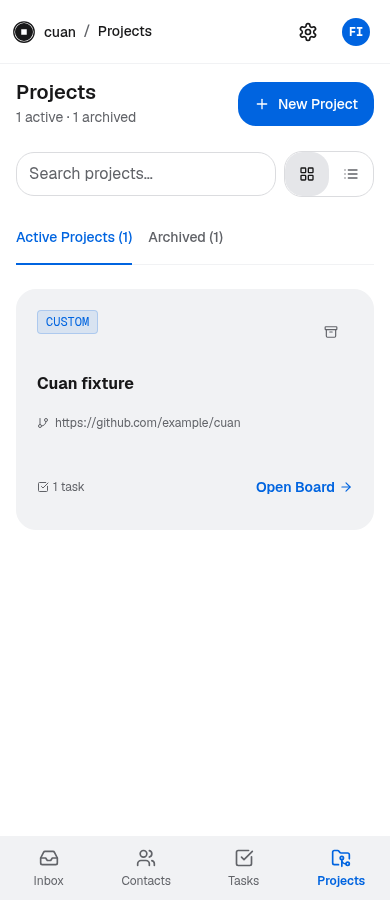 cuan / Projects
FI
Projects
1 active · 1 archived
New Project
Search projects...
Active Projects (1)
Archived (1)
CUSTOM
Cuan fixture
https://github.com/example/cuan
1 task
Open Board
Inbox
Contacts
Tasks
Projects